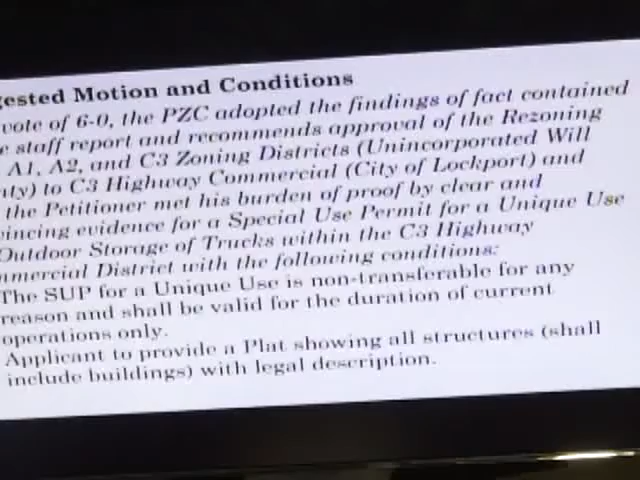 gested Motion and Conditions
vote of 6-0, the PZC adopted the findings of fact contained
e staff report and recommends approval of the Rezoning
A1, A2, and C3 Zoning Districts (Unincorporated Will
nty) to C3 Highway Commercial (City of Lockport) and
the Petitioner met his burden of proof by clear and
vincing evidence for a Special Use Permit for a Unique Use
Outdoor Storage of Trucks within the C3 Highway
mmercial District with the following conditions:
The SUP for a Unique Use is non-transferable for any
reason and shall be valid for the duration of current
operations only.
Applicant to provide a Plat showing all structures (shall
include buildings) with legal description.